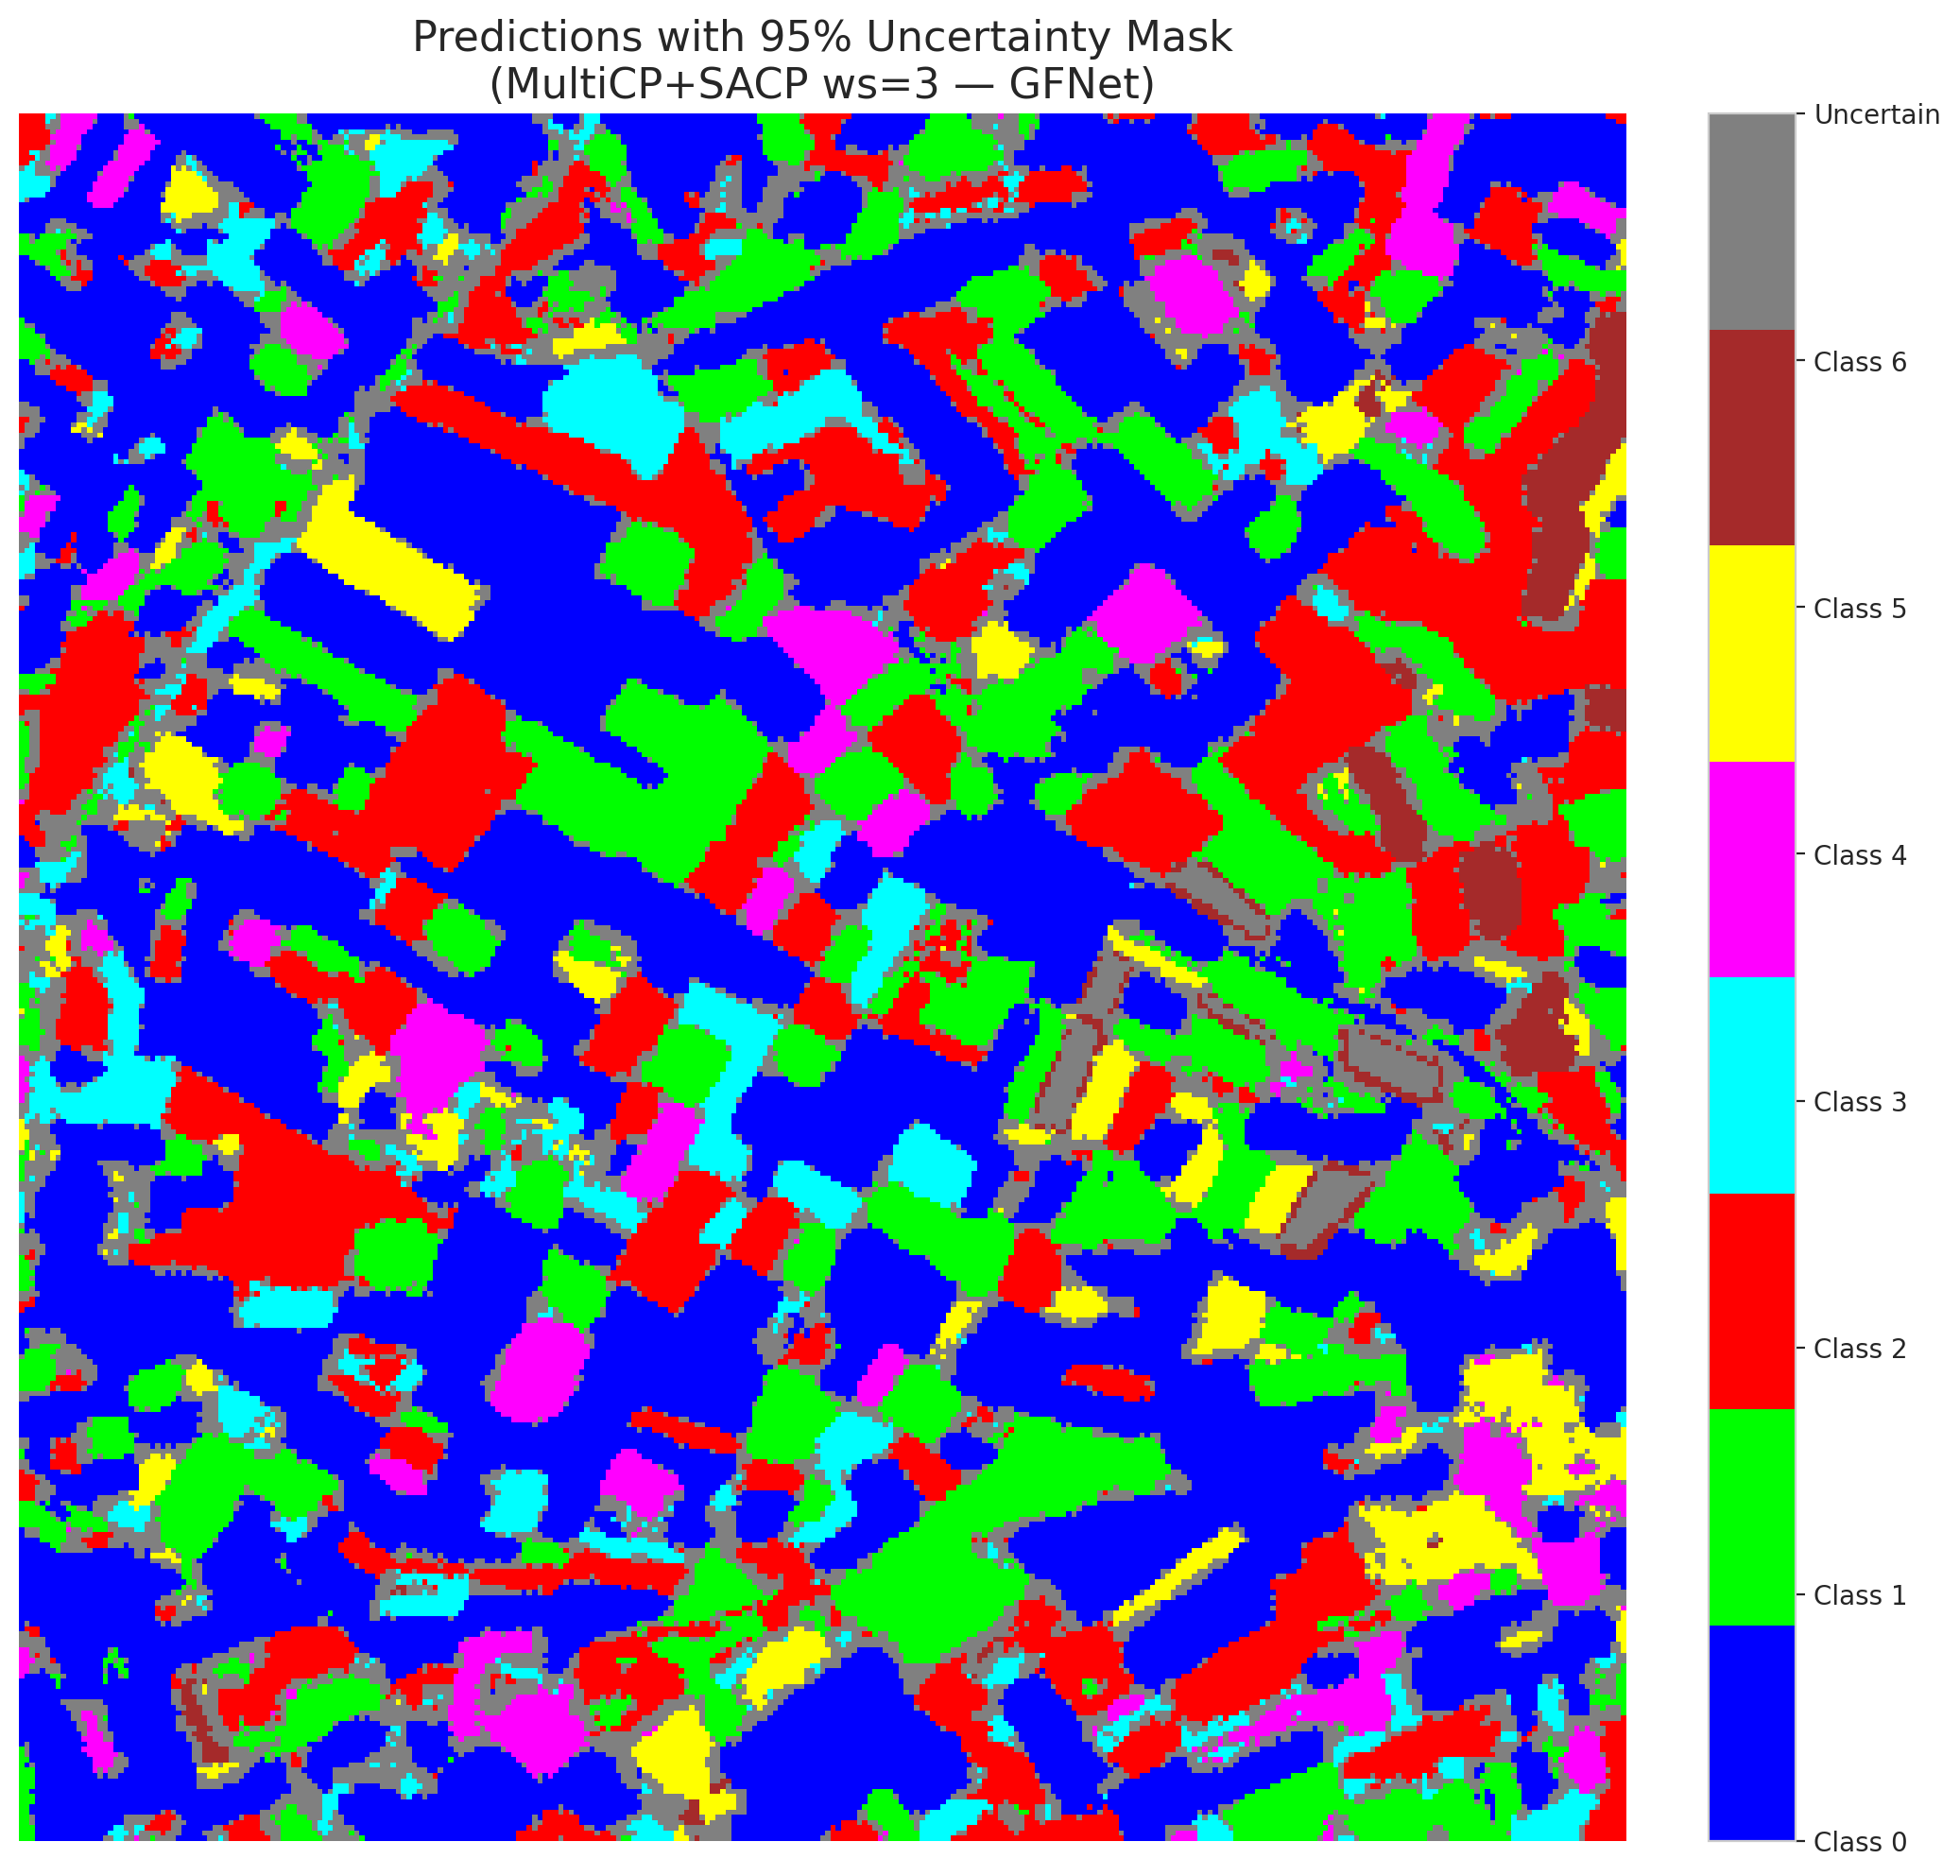 Predictions with 95% Uncertainty Mask
(MultiCP+SACP ws=3 — GFNet)
Uncertain
Class 6
Class 5
Class 4
Class 3
Class 2
Class 1
Class 0